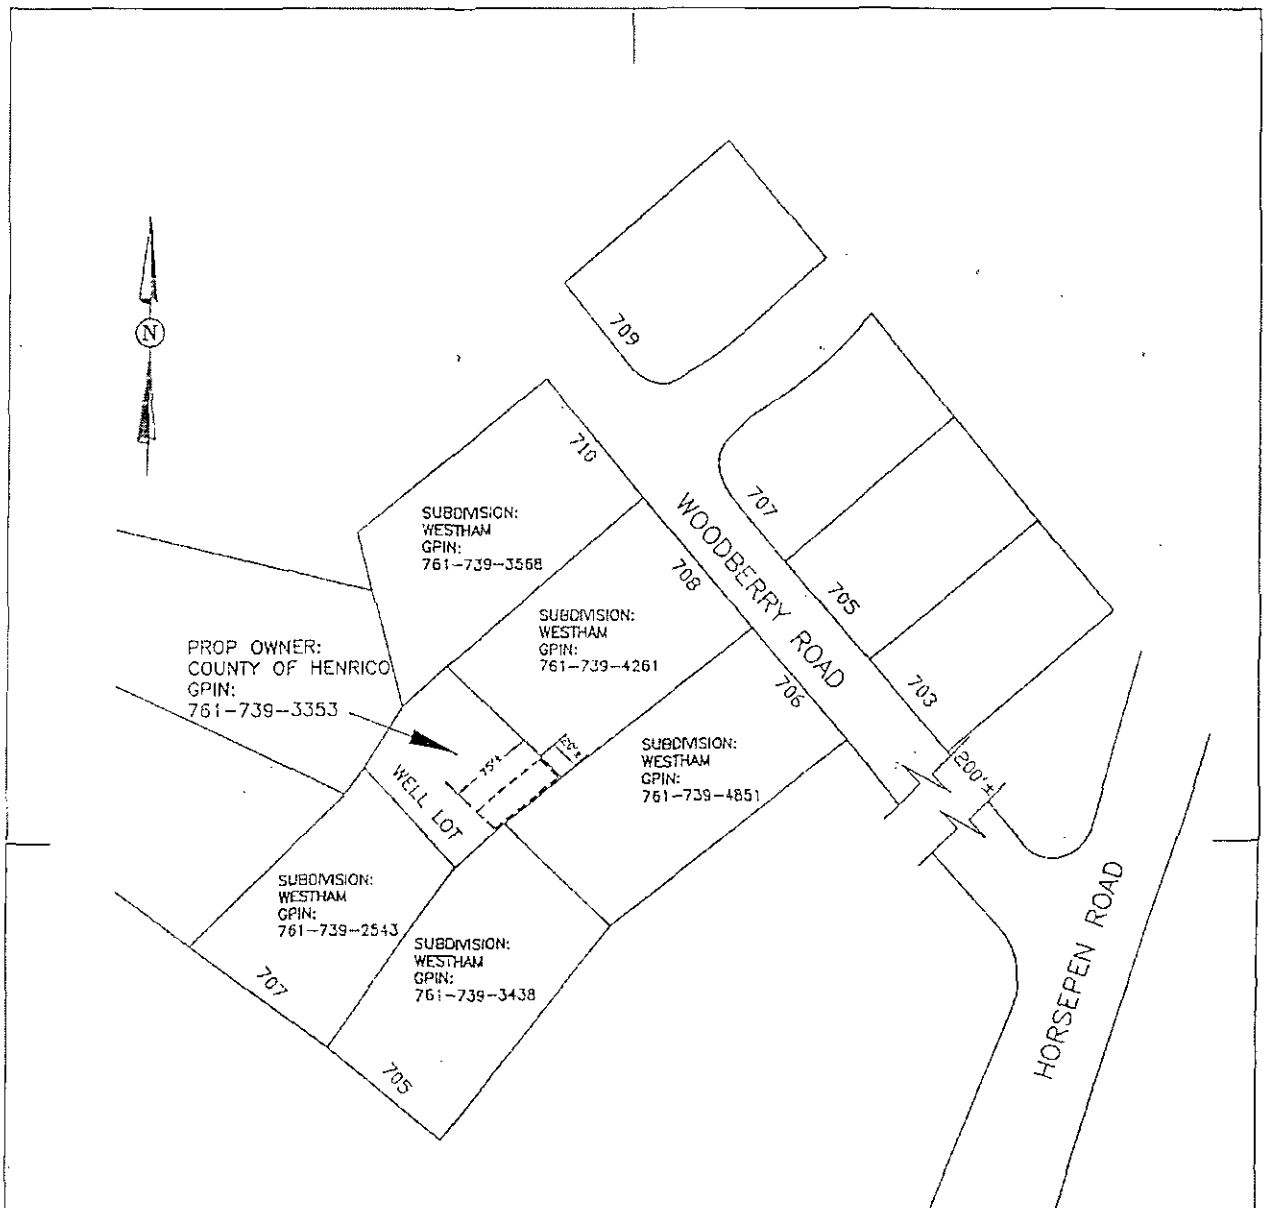 709
N
710
707
SUBDIVISION:
WESTHAM
GPIN:
761-739-3568
WOODBERRY ROAD
708
705
SUBDIVISION:
WESTHAM
GPIN:
761-739-4261
PROP OWNER:
COUNTY OF HENRICO
GPIN:
761-739-3353
706
703
SUBDIVISION:
WESTHAM
GPIN:
761-739-4851
20'±
75'±
200'±
WELL LOT
SUBDIVISION:
WESTHAM
GPIN:
761-739-2543
SUBDIVISION:
WESTHAM
GPIN:
761-739-3438
707
705
HORSEPEN ROAD